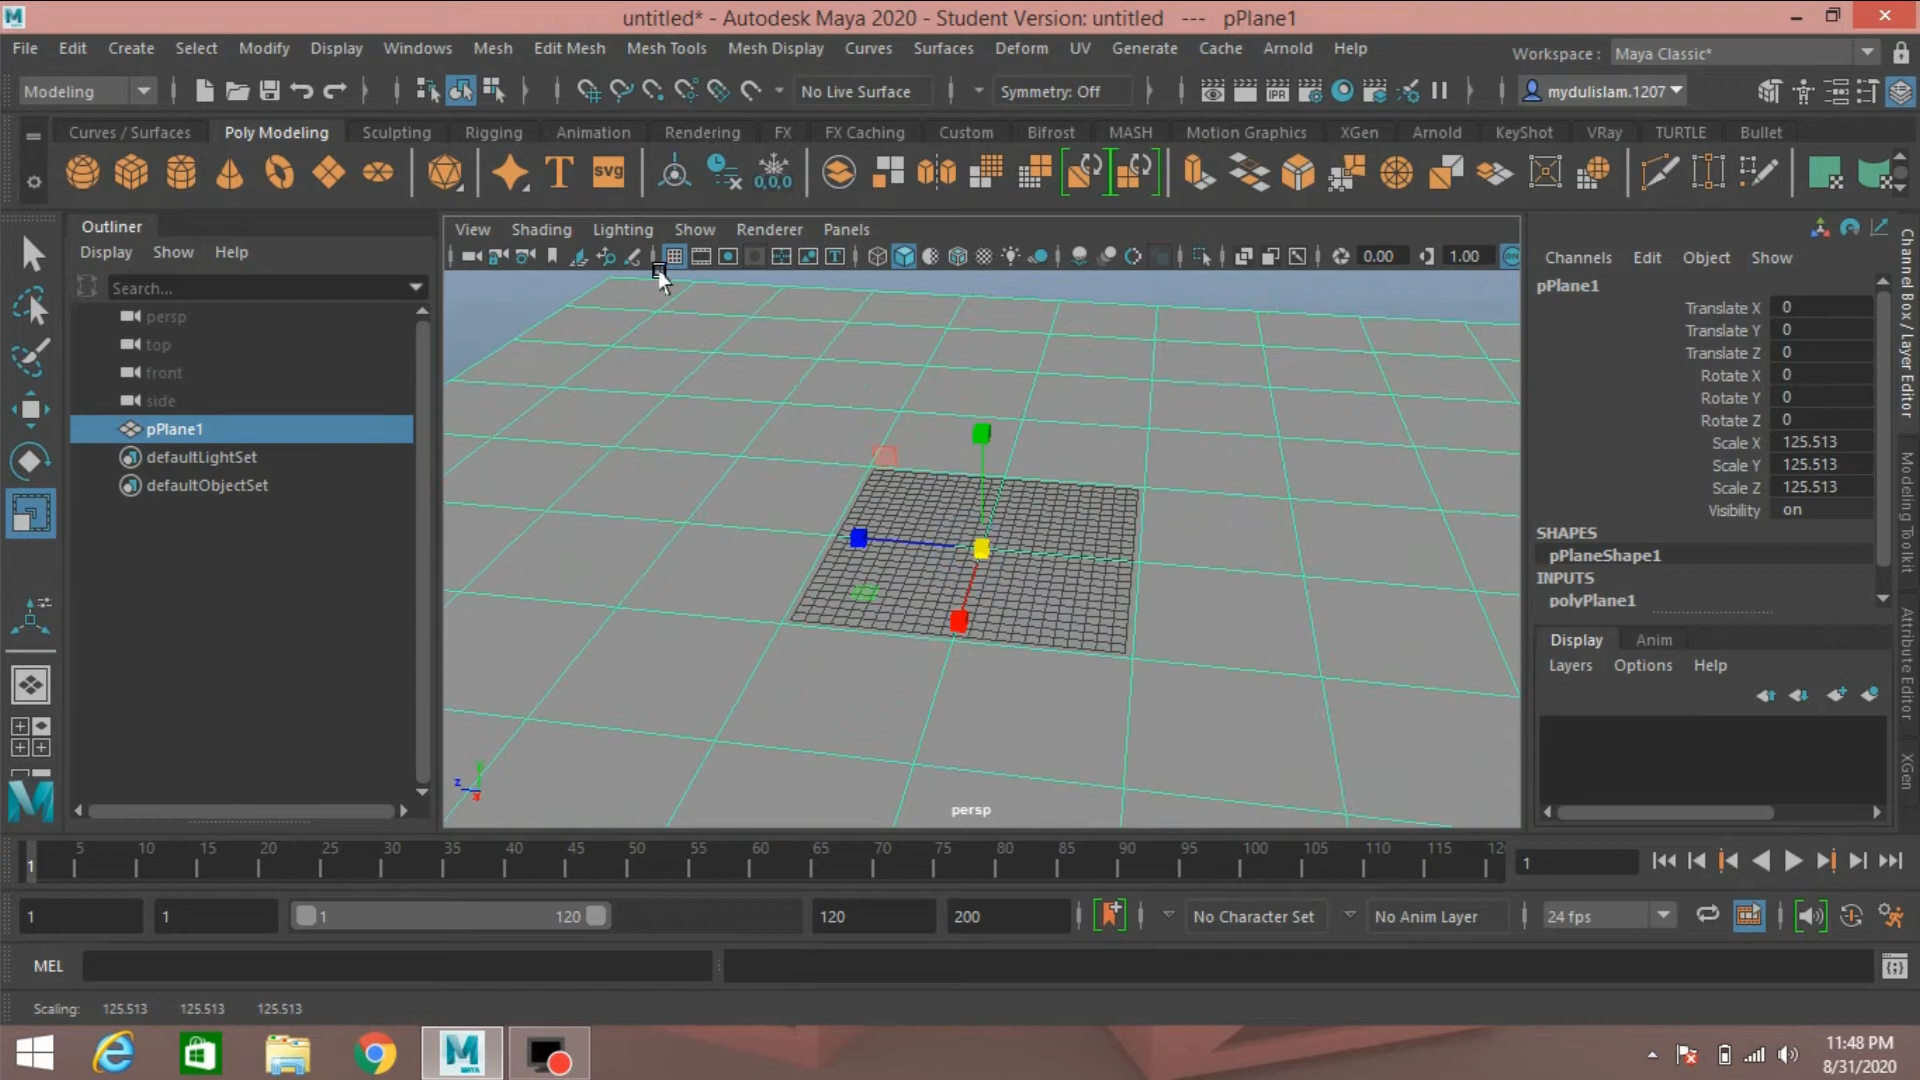 untitled* - Autodesk Maya 2020 - Student Version: untitled --- pPlane1
File Edit Create Select Modify Display Windows Mesh Edit Mesh Mesh Tools Mesh Display Curves Surfaces Deform UV Generate Cache Arnold Help
Workspace : Maya Classic*
Modeling No Live Surface Symmetry: Off IPR mydulislam.1207
Curves / Surfaces Poly Modeling Sculpting Rigging Animation Rendering FX FX Caching Custom Bifrost MASH Motion Graphics XGen Arnold KeyShot VRay TURTLE Bullet
T SVG 0,0,0
Outliner
Display Show Help
Search...
persp
top
front
side
pPlane1
defaultLightSet
defaultObjectSet
View Shading Lighting Show Renderer Panels
0.00 1.00 ON
persp
z x
Channels Edit Object Show
pPlane1
Translate X 0
Translate Y 0
Translate Z 0
Rotate X 0
Rotate Y 0
Rotate Z 0
Scale X 125.513
Scale Y 125.513
Scale Z 125.513
Visibility on
SHAPES
pPlaneShape1
INPUTS
polyPlane1
Display Anim
Layers Options Help
Channel Box / Layer Editor
Modeling Toolkit
Attribute Editor
XGen
1 5 10 15 20 25 30 35 40 45 50 55 60 65 70 75 80 85 90 95 100 105 110 115 12
1
1 1 1 120 120 200 No Character Set No Anim Layer 24 fps
MEL
Scaling: 125.513 125.513 125.513
MAYA
11:48 PM
8/31/2020